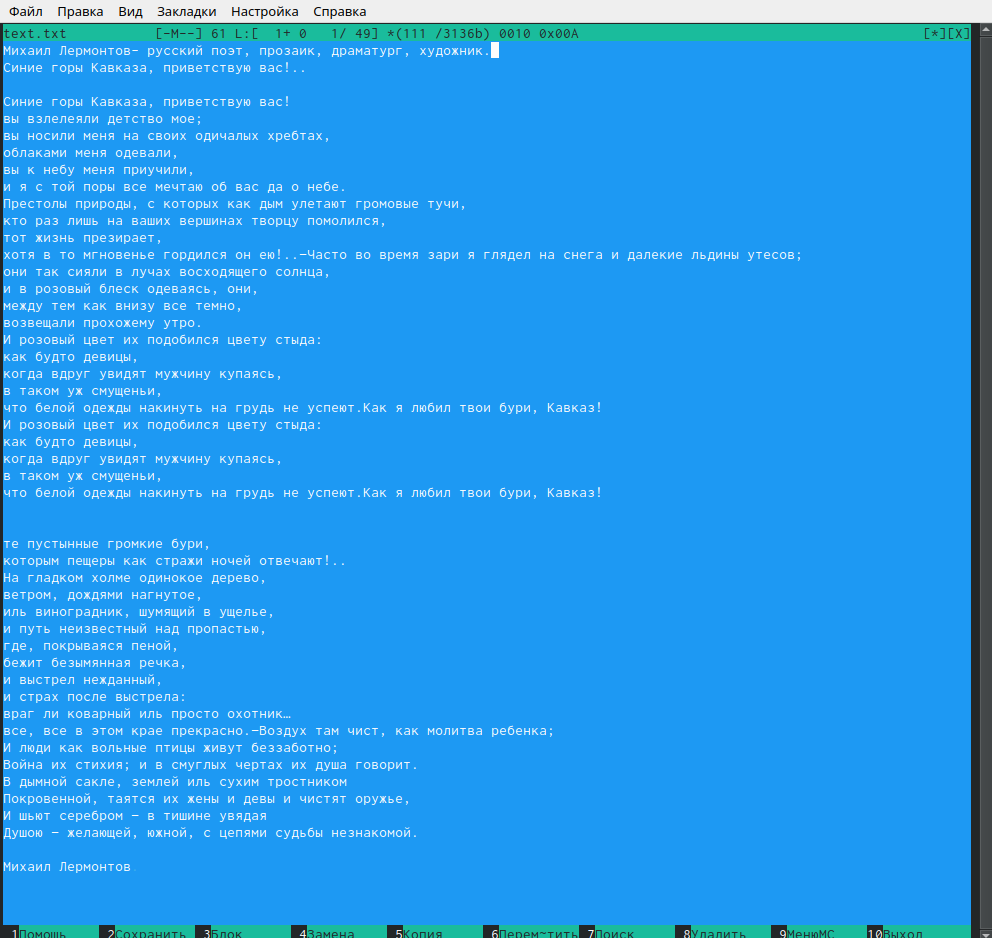 Файл Правка Вид Закладки Настройка Справка
text.txt [-M--] 61 L:[ 1+ 0 1/ 49] *(111 /3136b) 0010 0x00A [*][X]
Михаил Лермонтов– русский поэт, прозаик, драматург, художник.
Синие горы Кавказа, приветствую вас!..
Синие горы Кавказа, приветствую вас!
вы взлелеяли детство мое;
вы носили меня на своих одичалых хребтах,
облаками меня одевали,
вы к небу меня приучили,
и я с той поры все мечтаю об вас да о небе.
Престолы природы, с которых как дым улетают громовые тучи,
кто раз лишь на ваших вершинах творцу помолился,
тот жизнь презирает,
хотя в то мгновенье гордился он ею!..–Часто во время зари я глядел на снега и далекие льдины утесов;
они так сияли в лучах восходящего солнца,
и в розовый блеск одеваясь, они,
между тем как внизу все темно,
возвещали прохожему утро.
И розовый цвет их подобился цвету стыда:
как будто девицы,
когда вдруг увидят мужчину купаясь,
в таком уж смущеньи,
что белой одежды накинуть на грудь не успеют.Как я любил твои бури, Кавказ!
И розовый цвет их подобился цвету стыда:
как будто девицы,
когда вдруг увидят мужчину купаясь,
в таком уж смущеньи,
что белой одежды накинуть на грудь не успеют.Как я любил твои бури, Кавказ!
те пустынные громкие бури,
которым пещеры как стражи ночей отвечают!..
На гладком холме одинокое дерево,
ветром, дождями нагнутое,
иль виноградник, шумящий в ущелье,
и путь неизвестный над пропастью,
где, покрываяся пеной,
бежит безымянная речка,
и выстрел нежданный,
и страх после выстрела:
враг ли коварный иль просто охотник…
все, все в этом крае прекрасно.–Воздух там чист, как молитва ребенка;
И люди как вольные птицы живут беззаботно;
Война их стихия; и в смуглых чертах их душа говорит.
В дымной сакле, землей иль сухим тростником
Покровенной, таятся их жены и девы и чистят оружье,
И шьют серебром – в тишине увядая
Душою – желающей, южной, с цепями судьбы незнакомой.
Михаил Лермонтов
1Помощь 2Сохранить 3Блок 4Замена 5Копия 6Перем~тить 7Поиск 8Удалить 9МенюМС 10Выход